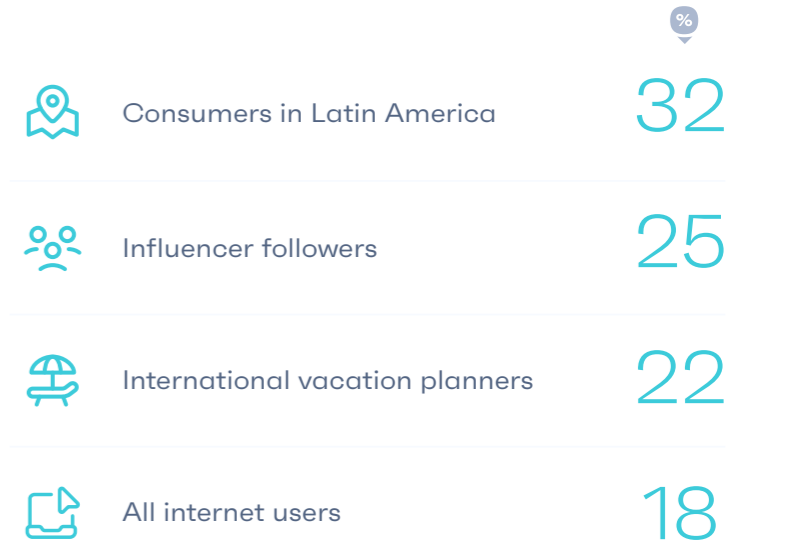 %
Consumers in Latin America 32
Influencer followers 25
International vacation planners 22
All internet users 18